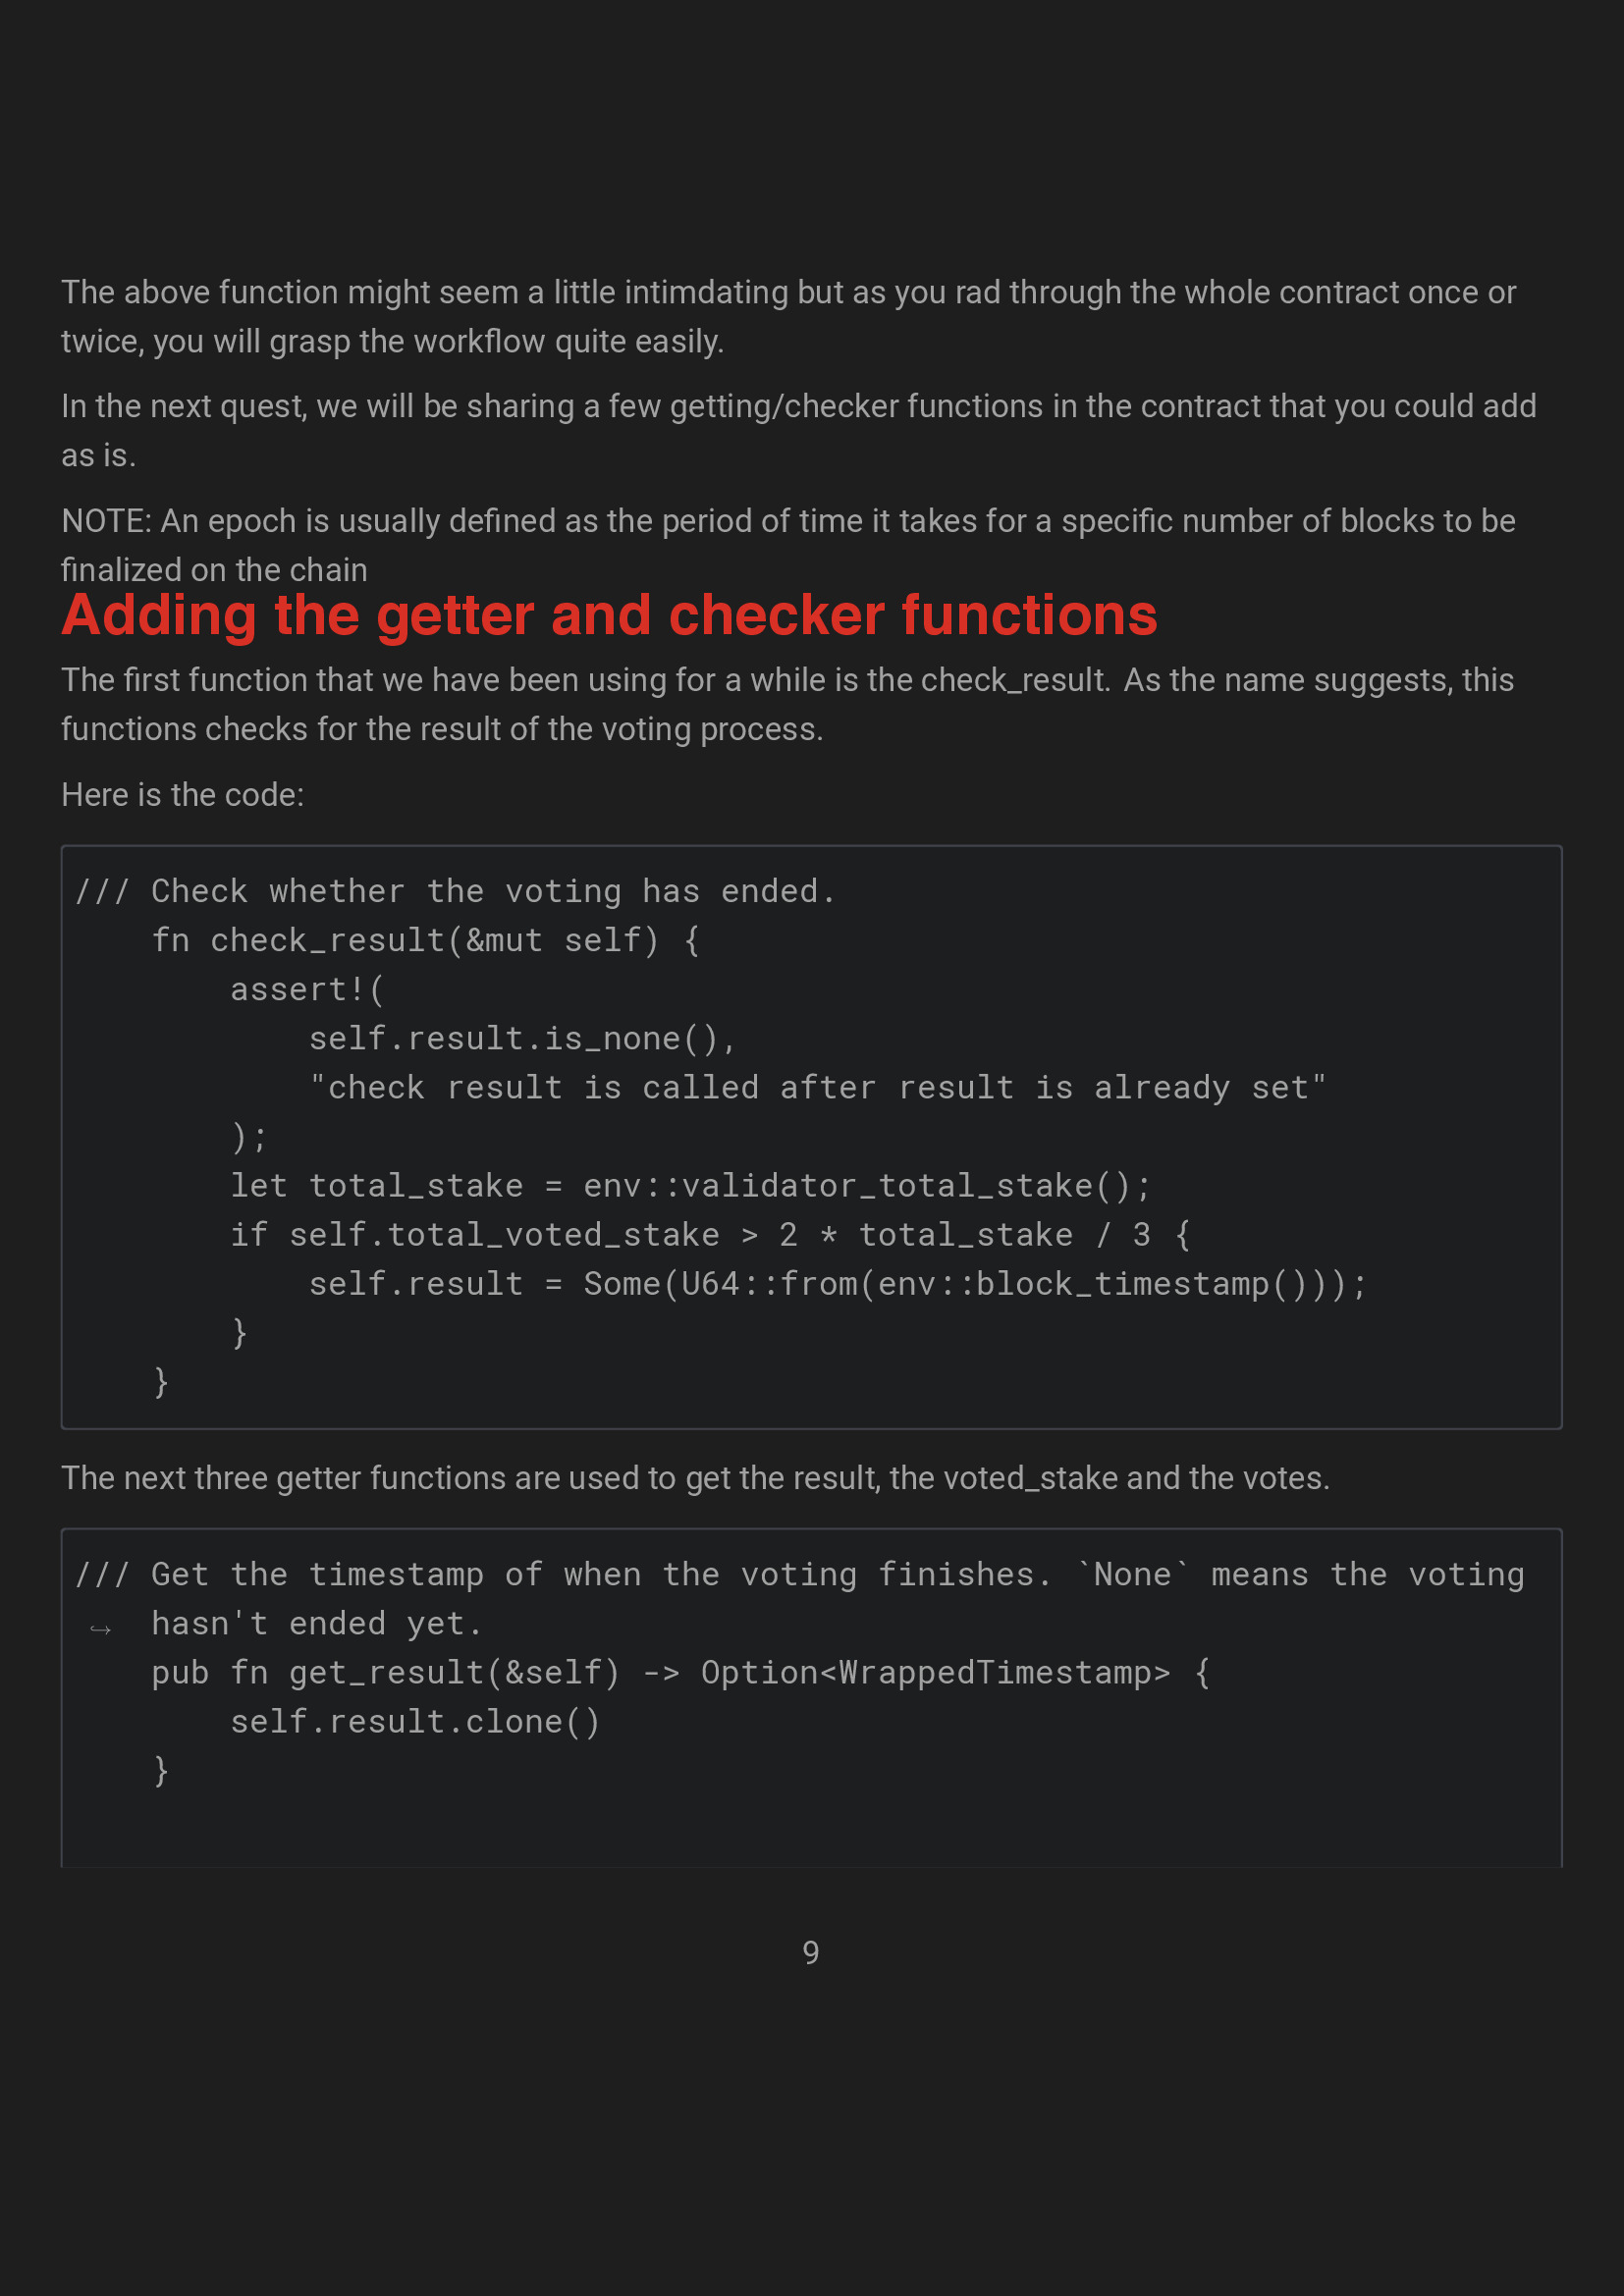 The above function might seem a little intimdating but as you rad through the whole contract once or
twice, you will grasp the workflow quite easily.
In the next quest, we will be sharing a few getting/checker functions in the contract that you could add
as is.
NOTE: An epoch is usually defined as the period of time it takes for a specific number of blocks to be
finalized on the chain
Adding the getter and checker functions
The first function that we have been using for a while is the check_result. As the name suggests, this
functions checks for the result of the voting process.
Here is the code:
/// Check whether the voting has ended.
    fn check_result(&mut self) {
        assert!(
            self.result.is_none(),
            "check result is called after result is already set"
        );
        let total_stake = env::validator_total_stake();
        if self.total_voted_stake > 2 * total_stake / 3 {
            self.result = Some(U64::from(env::block_timestamp()));
        }
    }
The next three getter functions are used to get the result, the voted_stake and the votes.
/// Get the timestamp of when the voting finishes. `None` means the voting
↪ hasn't ended yet.
    pub fn get_result(&self) -> Option<WrappedTimestamp> {
        self.result.clone()
    }
9